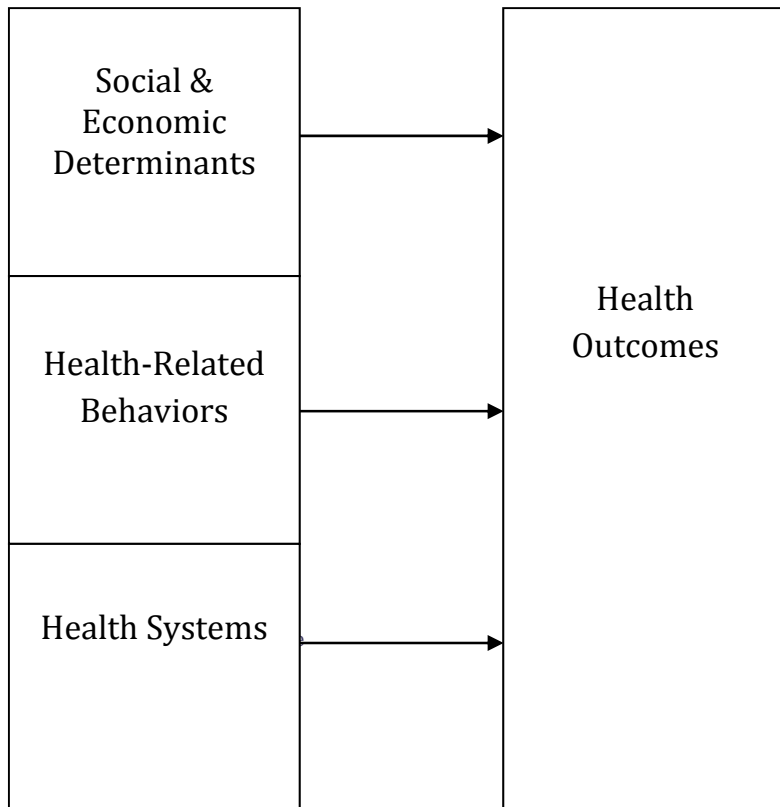 Social &
Economic
Determinants
Health-Related
Behaviors
Health Systems
Health
Outcomes